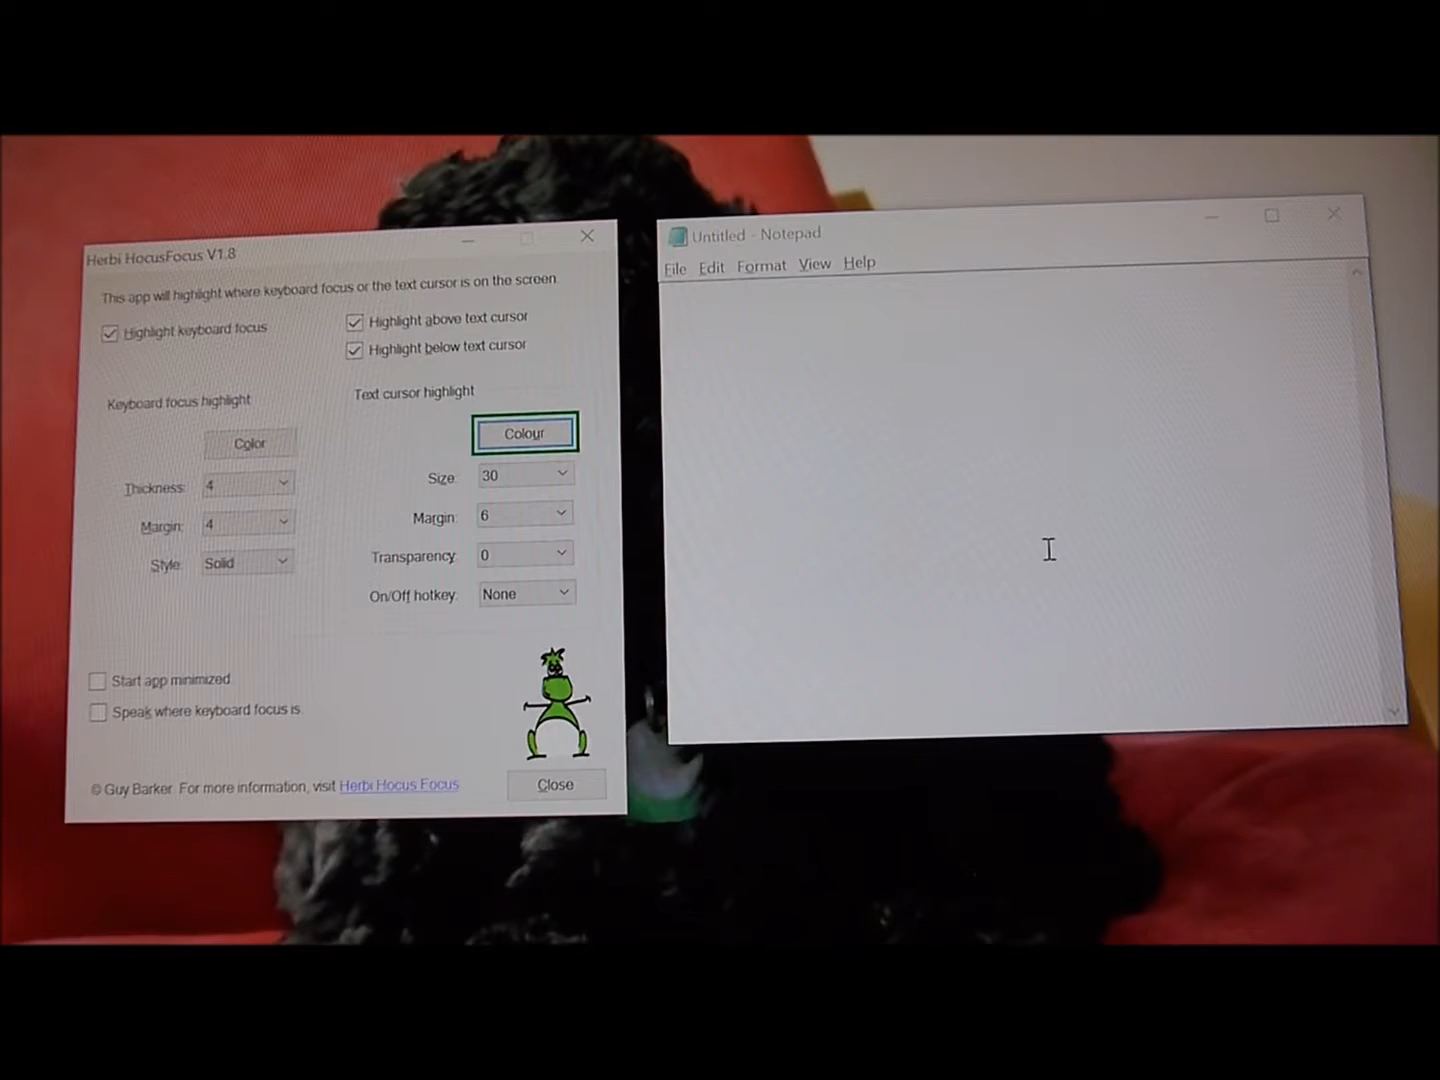 Herbi HocusFocus V1.8
This app will highlight where keyboard focus or the text cursor is on the screen
Highlight keyboard focus
Highlight above text cursor
Highlight below text cursor
Keyboard focus highlight
Color
Thickness: 4
Margin: 4
Style: Solid
Text cursor highlight
Colour
Size: 30
Margin: 6
Transparency: 0
On/Off hotkey: None
Start app minimized
Speak where keyboard focus is.
© Guy Barker. For more information, visit Herbi Hocus Focus
Close
Untitled - Notepad
File Edit Format View Help